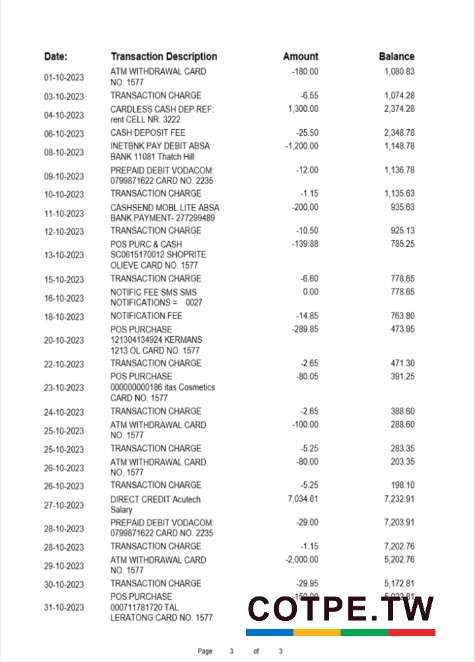 Date: Transaction Description Amount Balance
01-10-2023 ATM WITHDRAWAL CARD -180.00 1,080.83
NO. 1577
03-10-2023 TRANSACTION CHARGE -6.55 1,074.28
04-10-2023 CARDLESS CASH DEP REF: 1,300.00 2,374.28
rent CELL NR: 3222
06-10-2023 CASH DEPOSIT FEE -25.50 2,348.78
08-10-2023 INETBNK PAY DEBIT ABSA -1,200.00 1,148.78
BANK 11081 Thatch Hill
09-10-2023 PREPAID DEBIT VODACOM: -12.00 1,136.78
0799871622 CARD NO. 2235
10-10-2023 TRANSACTION CHARGE -1.15 1,135.63
11-10-2023 CASHSEND MOBL LITE ABSA -200.00 935.63
BANK PAYMENT- 277299489
12-10-2023 TRANSACTION CHARGE -10.50 925.13
13-10-2023 POS PURC & CASH -139.88 785.25
SC0615170012 SHOPRITE
OLIEVE CARD NO. 1577
15-10-2023 TRANSACTION CHARGE -6.60 778.65
16-10-2023 NOTIFIC FEE SMS SMS 0.00 778.65
NOTIFICATIONS = 0027
18-10-2023 NOTIFICATION FEE -14.85 763.80
20-10-2023 POS PURCHASE -289.85 473.95
121304134924 KERMANS
1213 OL CARD NO. 1577
22-10-2023 TRANSACTION CHARGE -2.65 471.30
23-10-2023 POS PURCHASE -80.05 391.25
000000000186 itas Cosmetics
CARD NO. 1577
24-10-2023 TRANSACTION CHARGE -2.65 388.60
25-10-2023 ATM WITHDRAWAL CARD -100.00 288.60
NO. 1577
25-10-2023 TRANSACTION CHARGE -5.25 283.35
26-10-2023 ATM WITHDRAWAL CARD -80.00 203.35
NO. 1577
26-10-2023 TRANSACTION CHARGE -5.25 198.10
27-10-2023 DIRECT CREDIT Acutech 7,034.81 7,232.91
Salary
28-10-2023 PREPAID DEBIT VODACOM: -29.00 7,203.91
0799871622 CARD NO. 2235
28-10-2023 TRANSACTION CHARGE -1.15 7,202.76
29-10-2023 ATM WITHDRAWAL CARD -2,000.00 5,202.76
NO. 1577
30-10-2023 TRANSACTION CHARGE -29.95 5,172.81
31-10-2023 POS PURCHASE
000711781720 TAL
LERATONG CARD NO. 1577
COTPE.TW
Page 3 of 3